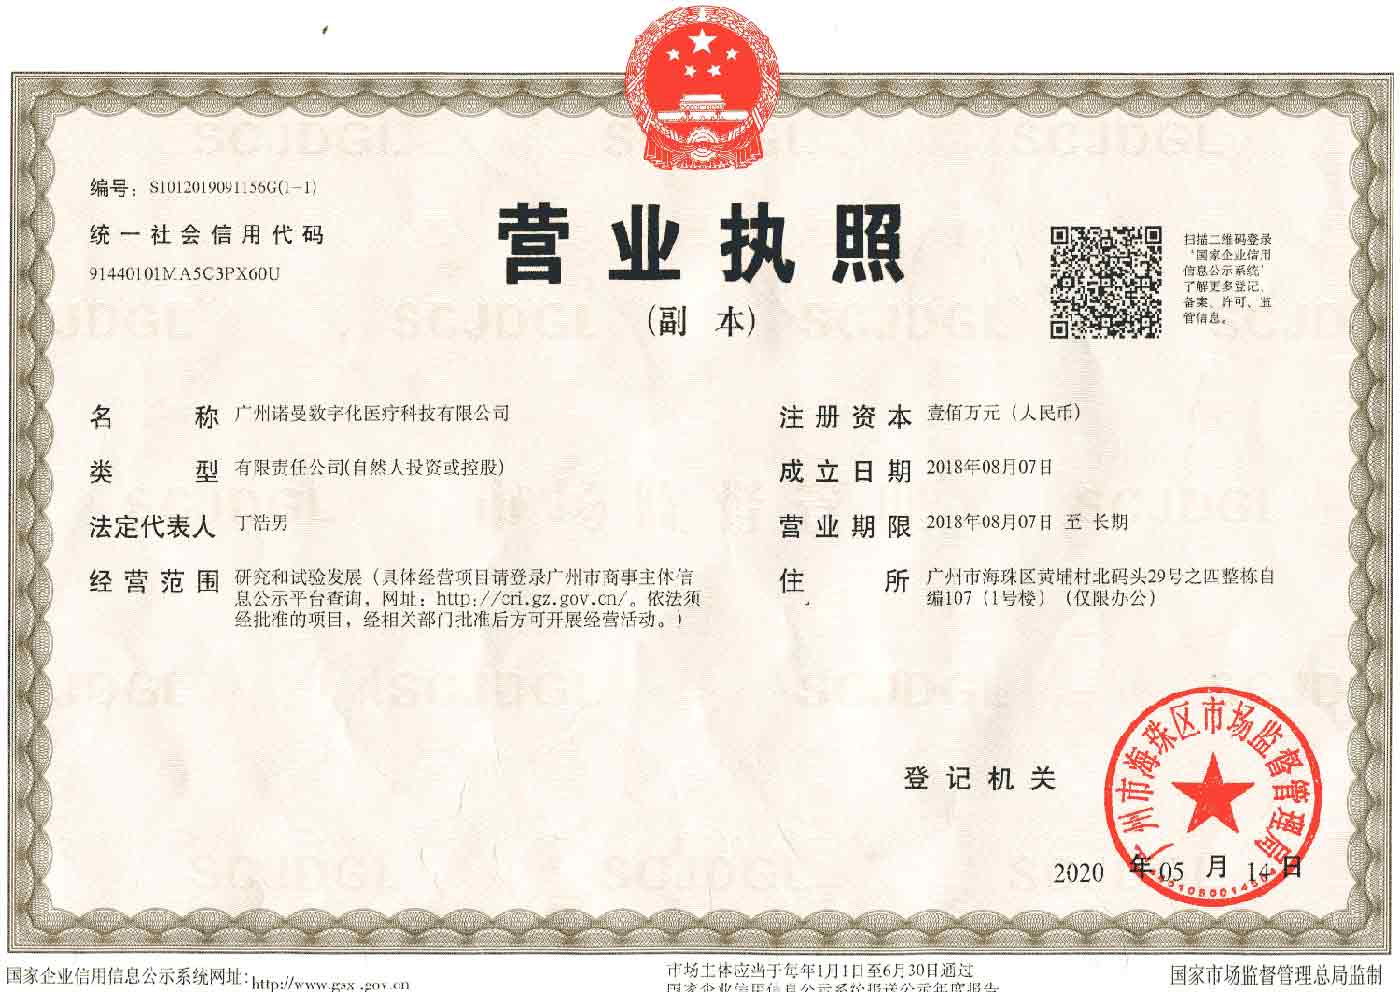 编号：S1012019091156G(1-1)
统一社会信用代码
91440101MA5C3PX60U
营业执照
(副 本)
扫描二维码登录
‘国家企业信用
信息公示系统’
了解更多登记、
备案、许可、监
管信息。
名 称 广州诺曼数字化医疗科技有限公司
类 型 有限责任公司(自然人投资或控股)
法定代表人 丁浩男
经营范围 研究和试验发展（具体经营项目请登录广州市商事主体信
息公示平台查询，网址：http://cri.gz.gov.cn/。依法须
经批准的项目，经相关部门批准后方可开展经营活动。）
注册资本 壹佰万元（人民币）
成立日期 2018年08月07日
营业期限 2018年08月07日 至 长期
住 所 广州市海珠区黄埔村北码头29号之四整栋自
编107（1号楼）（仅限办公）
登记机关
广州市海珠区市场监督管理局
2020 年 05 月 14 日
国家企业信用信息公示系统网址：http://www.gsx.gov.cn
市场主体应当于每年1月1日至6月30日通过
国家企业信用信息公示系统报送公示年度报告
国家市场监督管理总局监制